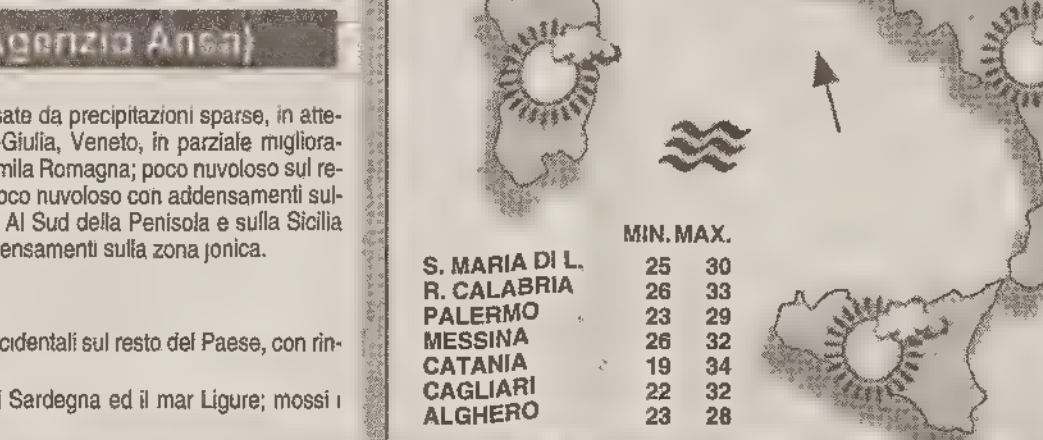 Agenzia Ansa)
sate da precipitazioni sparse, in atte-
-Giulia, Veneto, in parziale migliora-
mila Romagna; poco nuvoloso sul re-
oco nuvoloso con addensamenti sul-
Al Sud della Penisola e sulla Sicilia
ensamenti sulla zona jonica.
cidentali sul resto del Paese, con rin-
i Sardegna ed il mar Ligure; mossi i
MIN. MAX.
S. MARIA DI L. 25 30
R. CALABRIA 26 33
PALERMO 23 29
MESSINA 26 32
CATANIA 19 34
CAGLIARI 22 32
ALGHERO 23 28